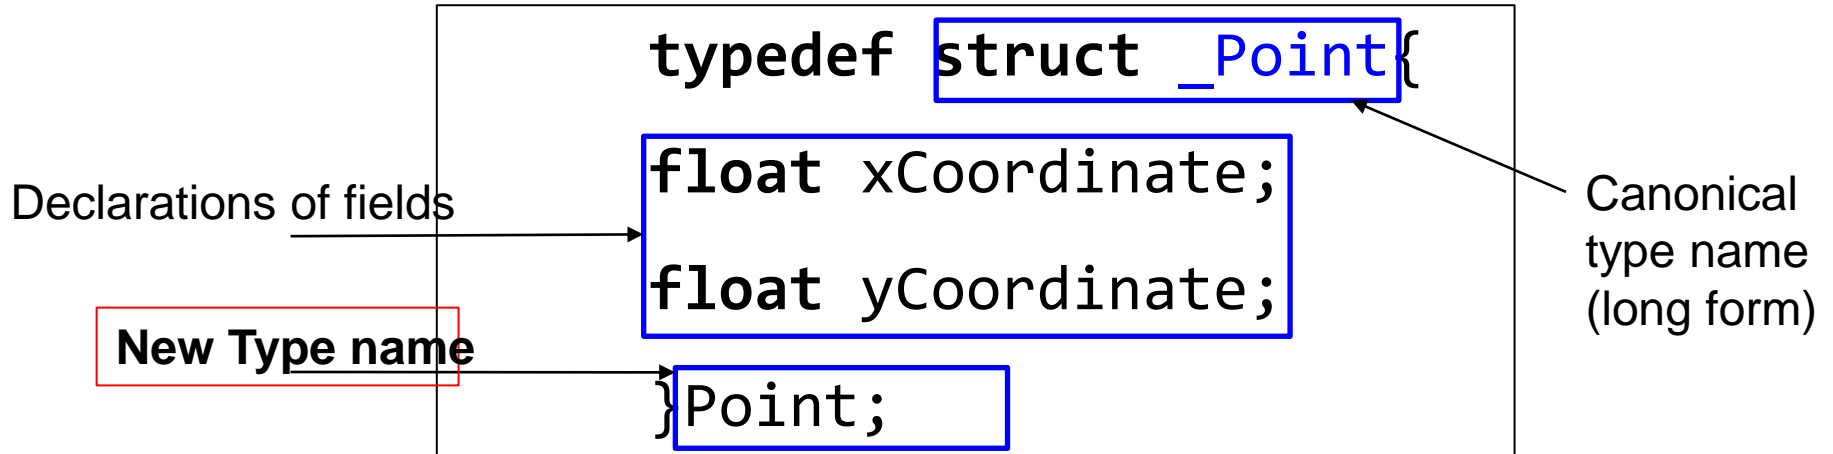 typedef struct _Point{
float xCoordinate;
Declarations of fields
float yCoordinate;
New Type name
}Point;
Canonical
type name
(long form)